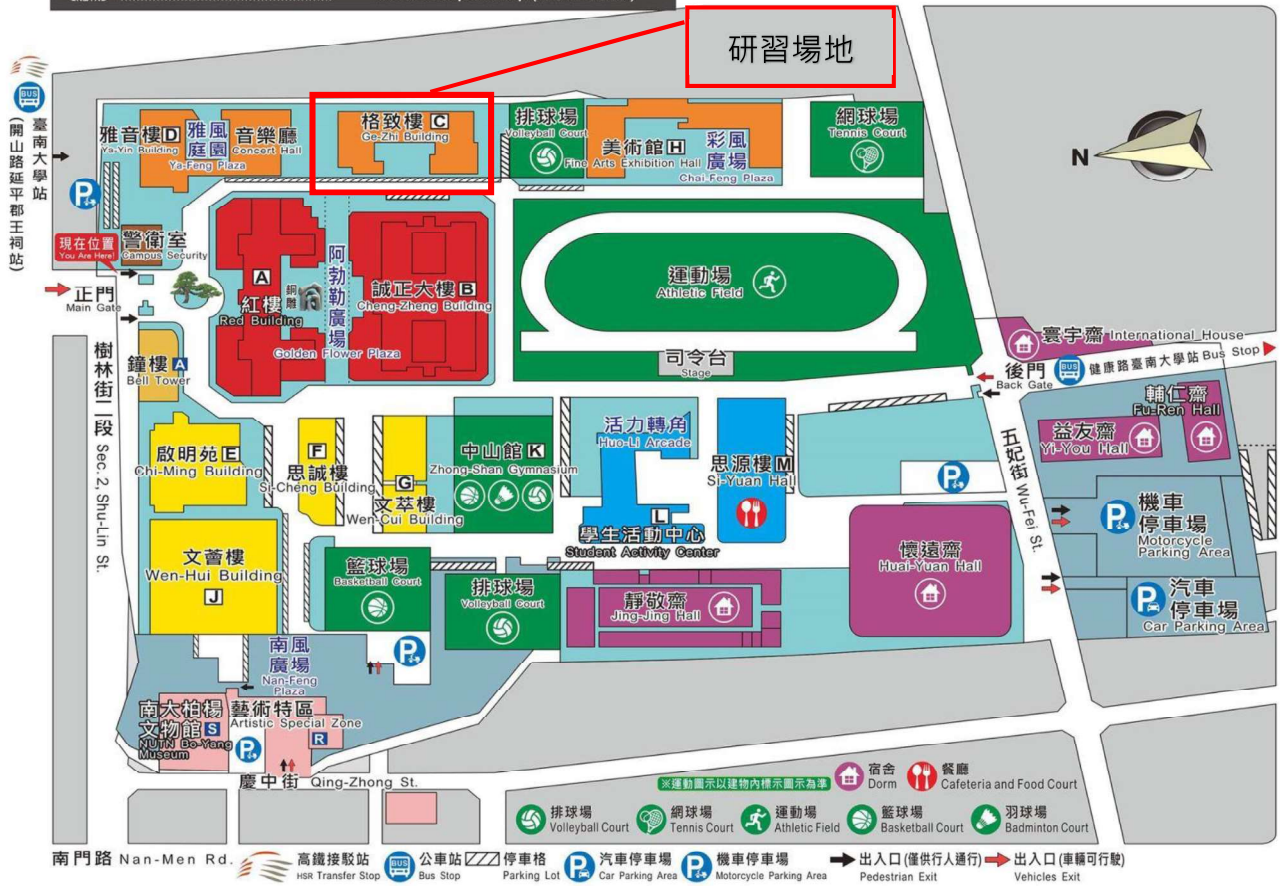 研習場地
臺南大學站
(開山路延平郡王祠站)
BUS
雅音樓 D
Ya-Yin Building
雅風
庭園
Ya-Feng Plaza
音樂廳
Concert Hall
格致樓 C
Ge-Zhi Building
排球場
Volleyball Court
美術館 H
Fine Arts Exhibition Hall
彩風
廣場
Chai-Feng Plaza
網球場
Tennis Court
N
P
警衛室
Campus Security
現在位置
You Are Here!
正門
Main Gate
A
紅樓
Red Building
銅雕
阿勃勒廣場
Golden Flower Plaza
誠正大樓 B
Cheng-Zheng Building
運動場
Athletic Field
司令台
Stage
寰宇齋 International House
後門
Back Gate
BUS
健康路臺南大學站 Bus Stop
鐘樓 A
Bell Tower
樹林街二段 Sec. 2, Shu-Lin St.
啟明苑 E
Chi-Ming Building
F
思誠樓
Si-Cheng Building
G
文萃樓
Wen-Cui Building
中山館 K
Zhong-Shan Gymnasium
活力轉角
Huo-Li Arcade
思源樓 M
Si-Yuan Hall
L
學生活動中心
Student Activity Center
P
五妃街 Wu-Fei St.
輔仁齋
Fu-Ren Hall
益友齋
Yi-You Hall
P
機車
停車場
Motorcycle
Parking Area
P
汽車
停車場
Car Parking Area
文薈樓
Wen-Hui Building
J
籃球場
Basketball Court
排球場
Volleyball Court
靜敬齋
Jing-Jing Hall
懷遠齋
Huai-Yuan Hall
P
南風
廣場
Nan-Feng
Plaza
南大柏楊
文物館 S
NUTN Bo-Yang
Museum
藝術特區
Artistic Special Zone
R
P
慶中街 Qing-Zhong St.
※運動圖示以建物內標示圖示為準
宿舍
Dorm
餐廳
Cafeteria and Food Court
排球場
Volleyball Court
網球場
Tennis Court
運動場
Athletic Field
籃球場
Basketball Court
羽球場
Badminton Court
南門路 Nan-Men Rd.
高鐵接駁站
HSR Transfer Stop
BUS
公車站
Bus Stop
停車格
Parking Lot
P
汽車停車場
Car Parking Area
P
機車停車場
Motorcycle Parking Area
出入口(僅供行人通行)
Pedestrian Exit
出入口(車輛可行駛)
Vehicles Exit